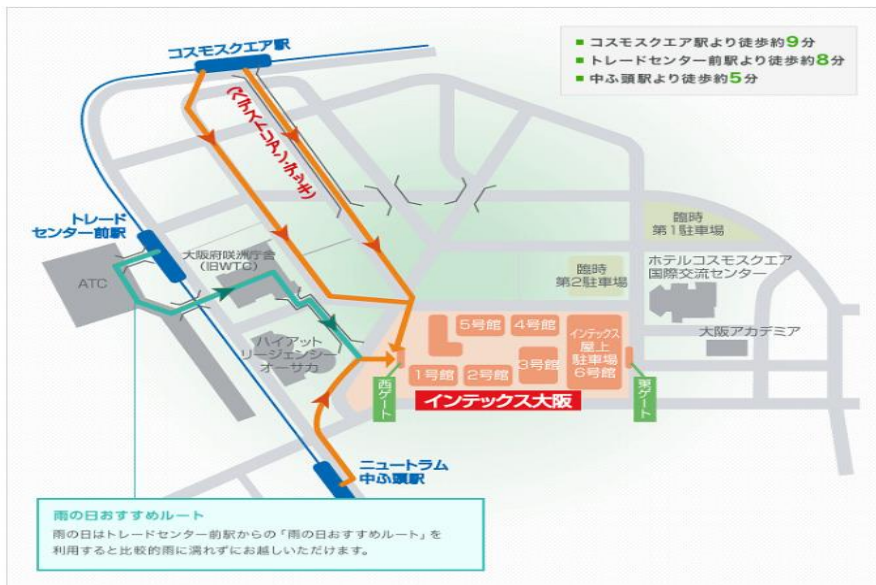 コスモスクエア駅
■ コスモスクエア駅より徒歩約9分
■ トレードセンター前駅より徒歩約8分
■ 中ふ頭駅より徒歩約5分
(ペデストリアン・デッキ)
トレード
センター前駅
大阪府咲洲庁舎
(旧WTC)
ATC
臨時
第1駐車場
臨時
第2駐車場
ホテルコスモスクエア
国際交流センター
大阪アカデミア
ハイアット
リージェンシー
オーサカ
5号館
4号館
インテックス
屋上
駐車場
6号館
1号館
2号館
3号館
西ゲート
東ゲート
インテックス大阪
ニュートラム
中ふ頭駅
雨の日おすすめルート
雨の日はトレードセンター前駅からの「雨の日おすすめルート」を
利用すると比較的雨に濡れずにお越しいただけます。